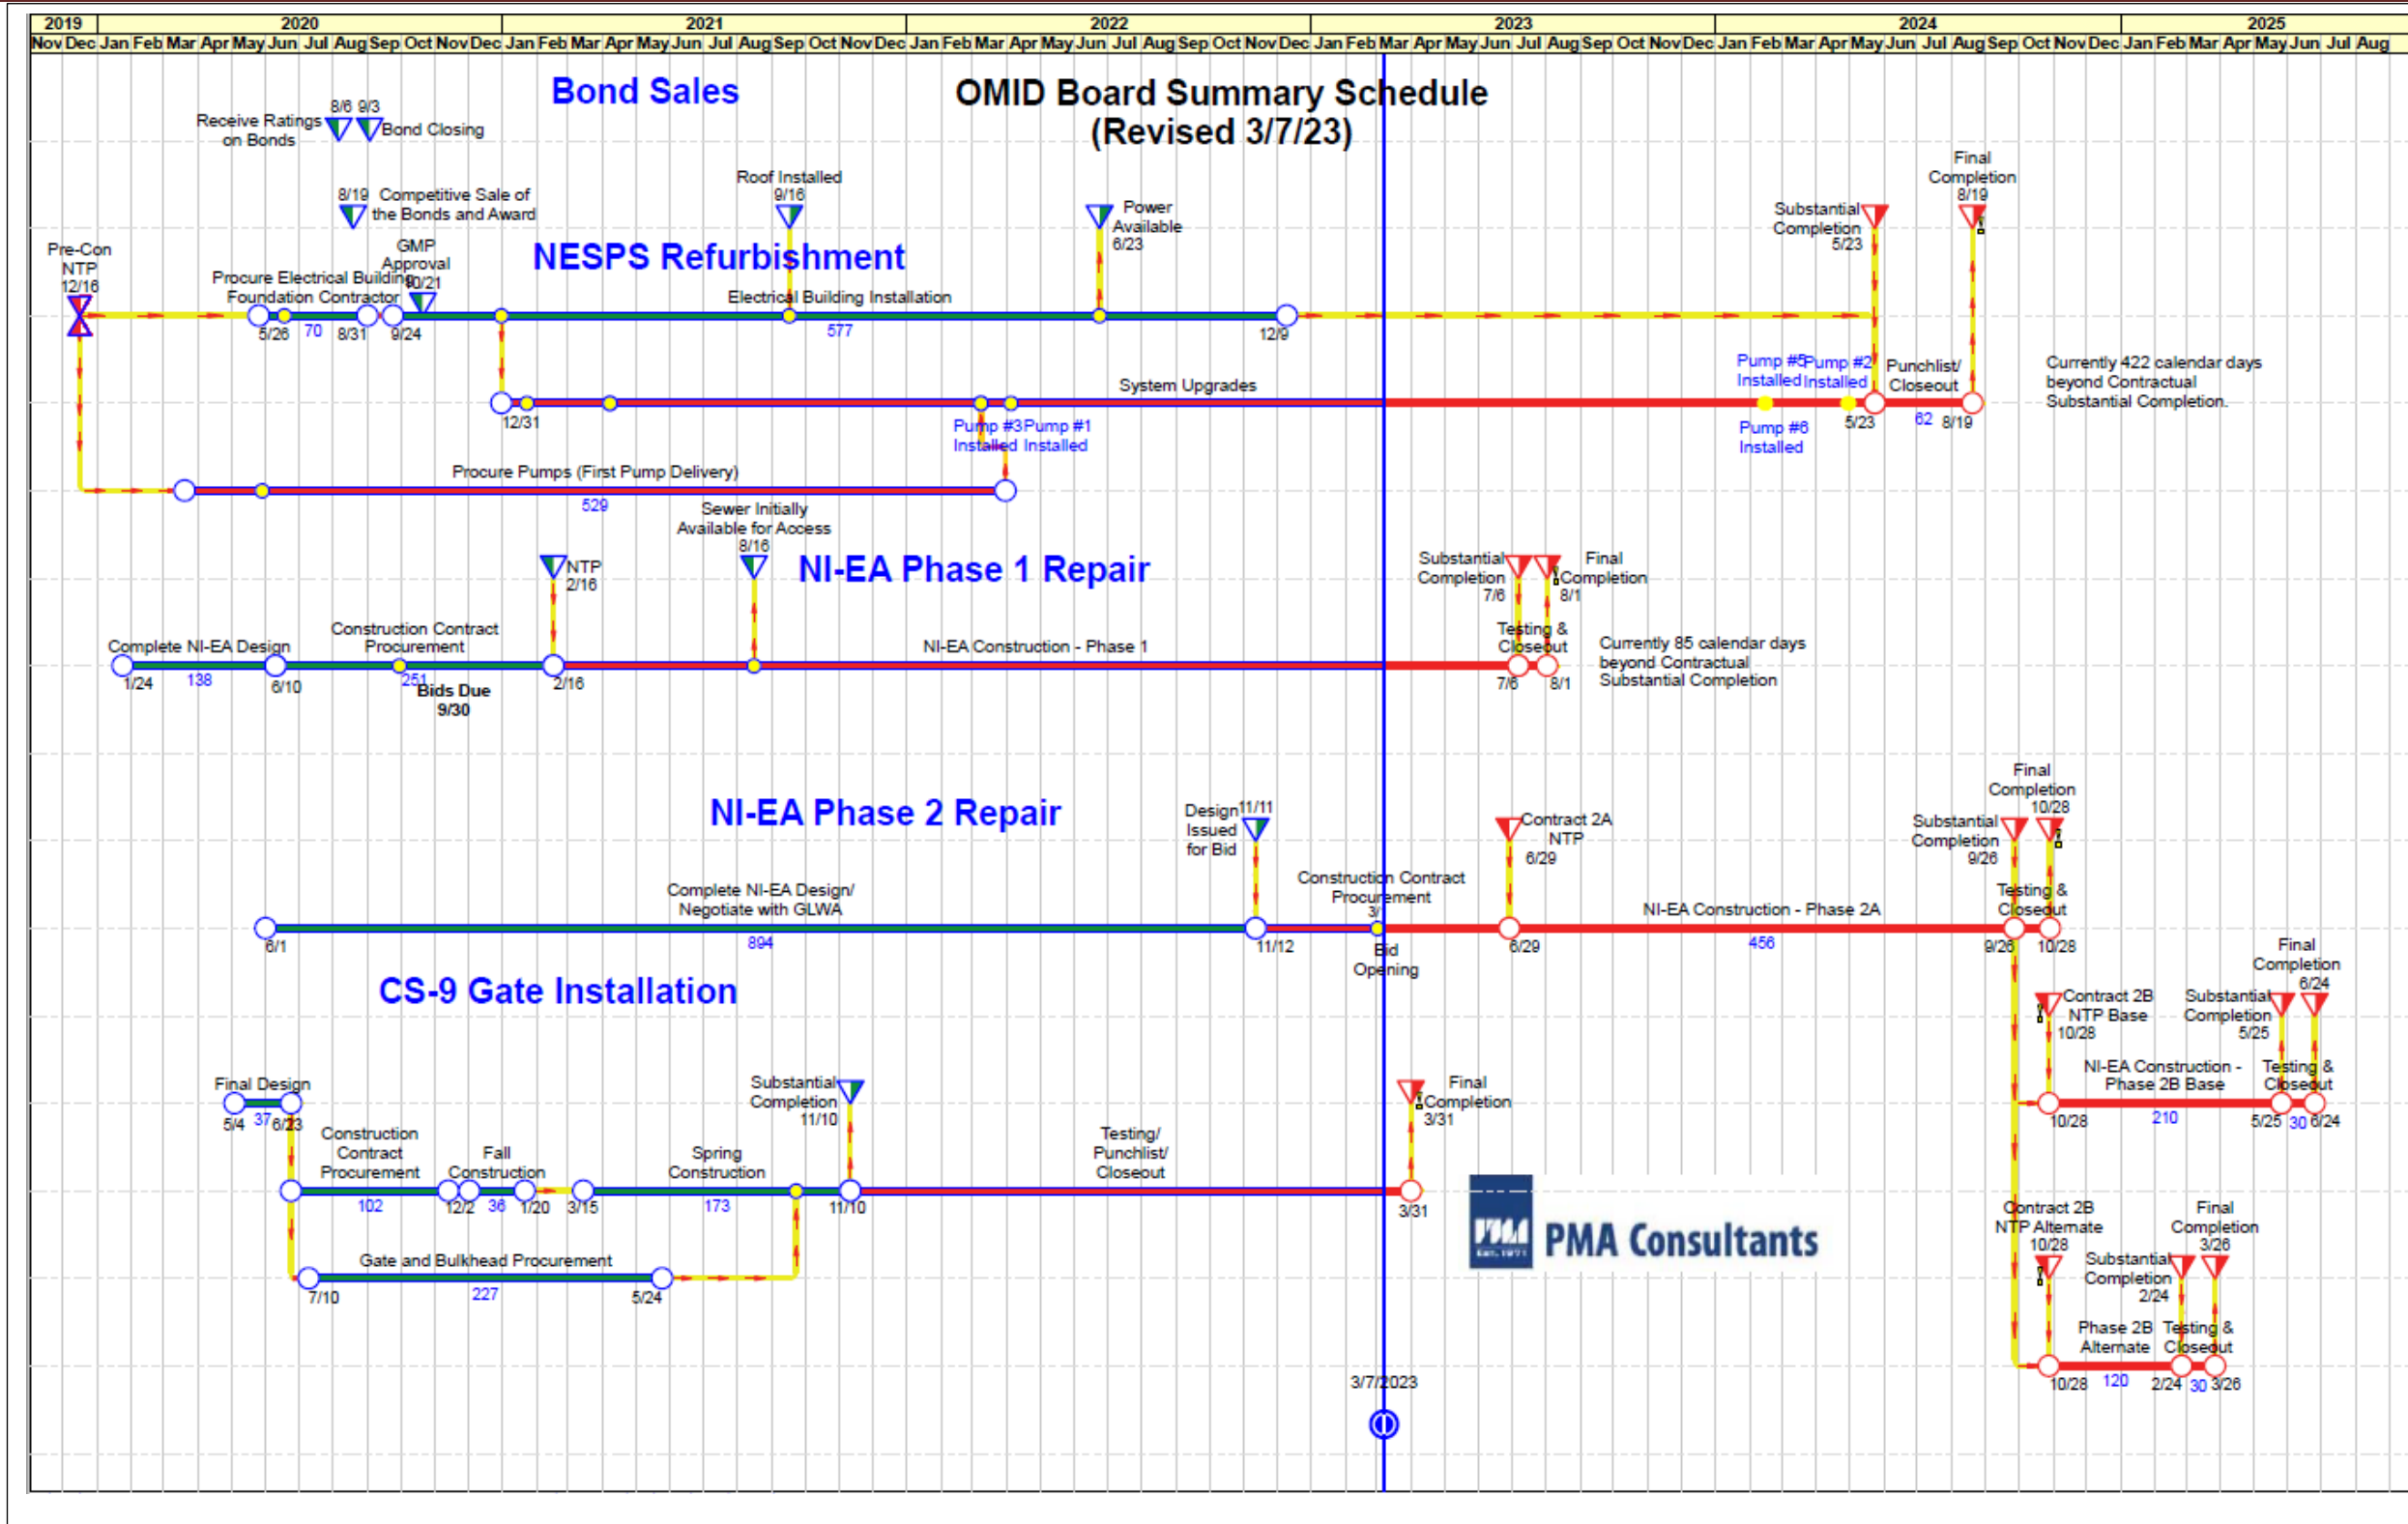 2019 2020 2021 2022 2023 2024 2025
Nov Dec Jan Feb Mar Apr May Jun Jul Aug Sep Oct Nov Dec Jan Feb Mar Apr May Jun Jul Aug Sep Oct Nov Dec Jan Feb Mar Apr May Jun Jul Aug Sep Oct Nov Dec Jan Feb Mar Apr May Jun Jul Aug Sep Oct Nov Dec Jan Feb Mar Apr May Jun Jul Aug Sep Oct Nov Dec Jan Feb Mar Apr May Jun Jul Aug
OMID Board Summary Schedule
(Revised 3/7/23)
Bond Sales
8/6 9/3
Receive Ratings
on Bonds
Bond Closing
8/19 Competitive Sale of
the Bonds and Award
NESPS Refurbishment
Pre-Con
NTP
12/16
Procure Electrical Building
Foundation Contractor
GMP
Approval
10/21
Roof Installed
9/16
Power
Available
6/23
Substantial
Completion
5/23
Final
Completion
8/19
Electrical Building Installation
5/26 70 8/31 9/24 577 12/9
System Upgrades
12/31
Pump #3 Pump #1
Installed Installed
Pump #5 Pump #2
Installed Installed
Pump #6
Installed
Punchlist/
Closeout
5/23 62 8/19
Currently 422 calendar days
beyond Contractual
Substantial Completion.
Procure Pumps (First Pump Delivery)
529
NI-EA Phase 1 Repair
Sewer Initially
Available for Access
8/16
NTP
2/16
Substantial
Completion
7/6
Final
Completion
8/1
Complete NI-EA Design
Construction Contract
Procurement
NI-EA Construction - Phase 1
Testing &
Closeout
1/24 138 6/10 251 2/16 7/6 8/1
Bids Due
9/30
Currently 85 calendar days
beyond Contractual
Substantial Completion
NI-EA Phase 2 Repair
Design
Issued
for Bid
11/11
Contract 2A
NTP
6/29
Substantial
Completion
9/26
Final
Completion
10/28
Complete NI-EA Design/
Negotiate with GLWA
Construction Contract
Procurement
3/
NI-EA Construction - Phase 2A
Testing &
Closeout
6/1 894 11/12 6/29 456 9/26 10/28
Bid
Opening
Contract 2B
NTP Base
10/28
Substantial
Completion
5/25
Final
Completion
6/24
NI-EA Construction -
Phase 2B Base
Testing &
Closeout
10/28 210 5/25 30 6/24
Contract 2B
NTP Alternate
10/28
Substantial
Completion
2/24
Final
Completion
3/26
Phase 2B
Alternate
Testing &
Closeout
10/28 120 2/24 30 3/26
CS-9 Gate Installation
Final Design
5/4 37 6/23
Construction
Contract
Procurement
Fall
Construction
Spring
Construction
Substantial
Completion
11/10
Testing/
Punchlist/
Closeout
Final
Completion
3/31
102 12/2 36 1/20 3/15 173 11/10 3/31
Gate and Bulkhead Procurement
7/10 227 5/24
PMA
Est. 1971
PMA Consultants
3/7/2023